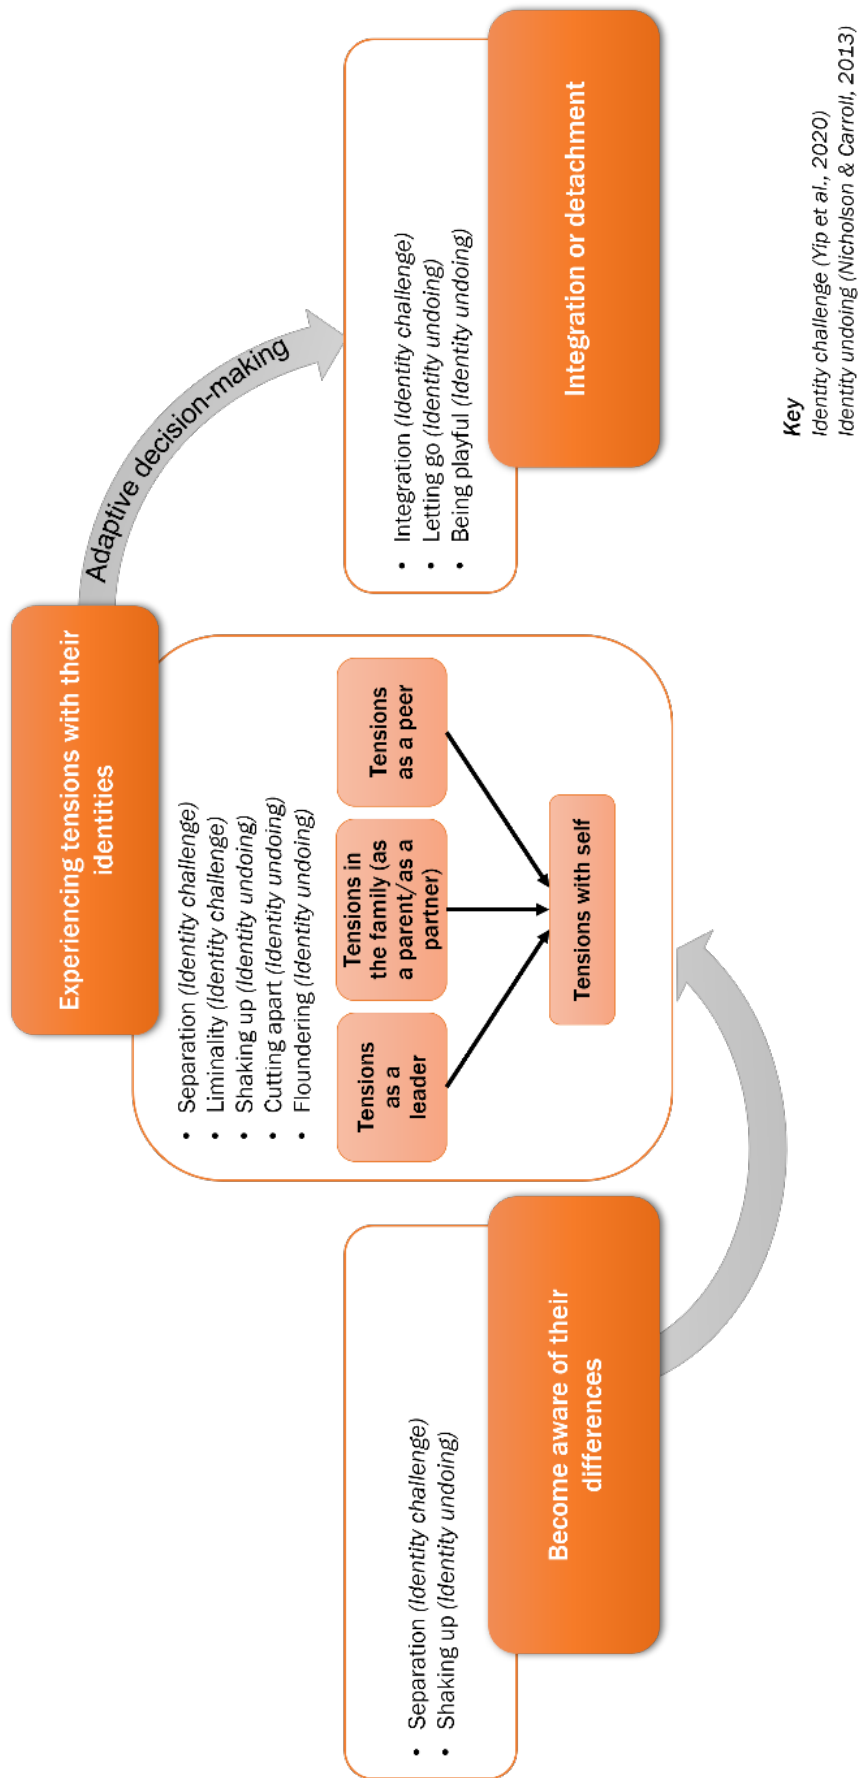 • Separation (Identity challenge)
• Shaking up (Identity undoing)
Become aware of their
differences
Experiencing tensions with their
identities
• Separation (Identity challenge)
• Liminality (Identity challenge)
• Shaking up (Identity undoing)
• Cutting apart (Identity undoing)
• Floundering (Identity undoing)
Tensions
as a
leader
Tensions in
the family (as
a parent/as a
partner)
Tensions
as a peer
Tensions with self
Adaptive decision-making
• Integration (Identity challenge)
• Letting go (Identity undoing)
• Being playful (Identity undoing)
Integration or detachment
Key
Identity challenge (Yip et al., 2020)
Identity undoing (Nicholson & Carroll, 2013)